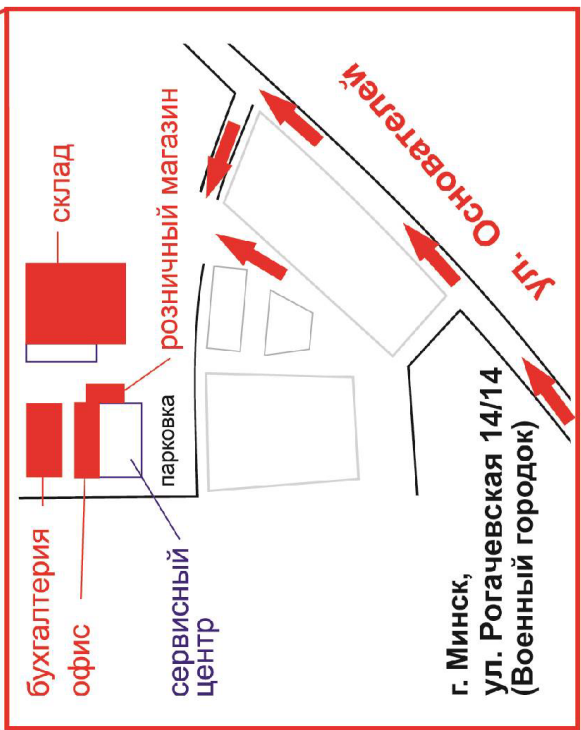 бухгалтерия
офис
сервисный
центр
парковка
розничный магазин
склад
ул. Основателей
г. Минск,
ул. Рогачевская 14/14
(Военный городок)